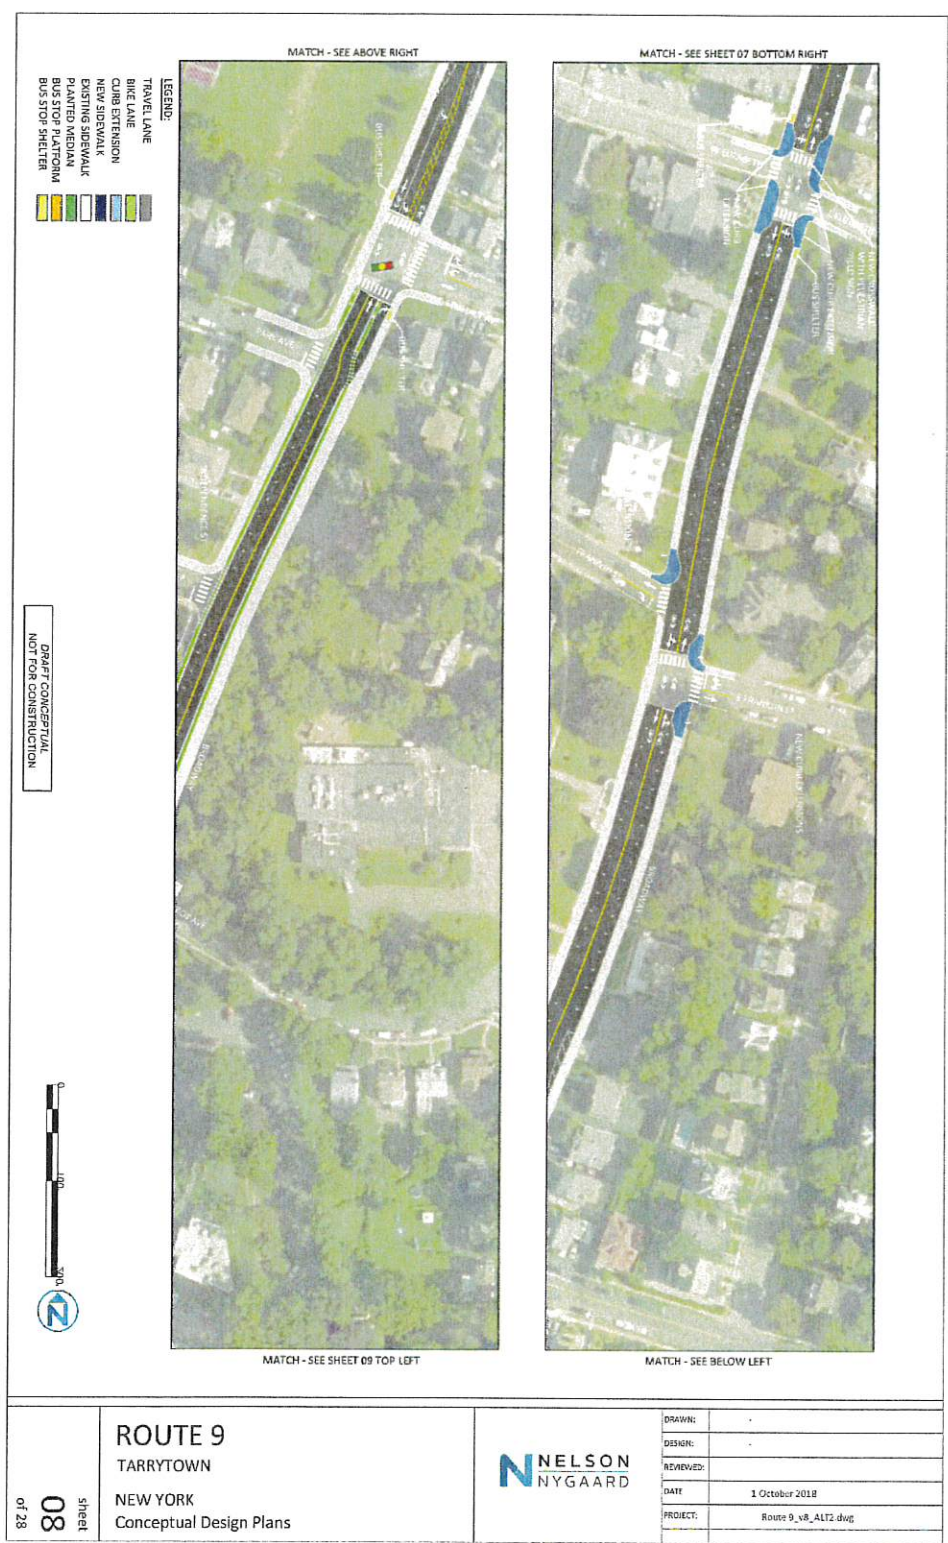 MATCH - SEE ABOVE RIGHT
MATCH - SEE SHEET 07 BOTTOM RIGHT
LEGEND:
TRAVEL LANE
BIKE LANE
CURB EXTENSION
NEW SIDEWALK
EXISTING SIDEWALK
PLANTED MEDIAN
BUS STOP PLATFORM
BUS STOP SHELTER
BROADWAY
DRAFT CONCEPTUAL
NOT FOR CONSTRUCTION
0
100
200
N
MATCH - SEE SHEET 09 TOP LEFT
MATCH - SEE BELOW LEFT
sheet
08
of 28
ROUTE 9
TARRYTOWN
NEW YORK
Conceptual Design Plans
NELSON
NYGAARD
DRAWN: -
DESIGN: -
REVIEWED:
DATE 1 October 2018
PROJECT: Route 9_v8_ALT2.dwg